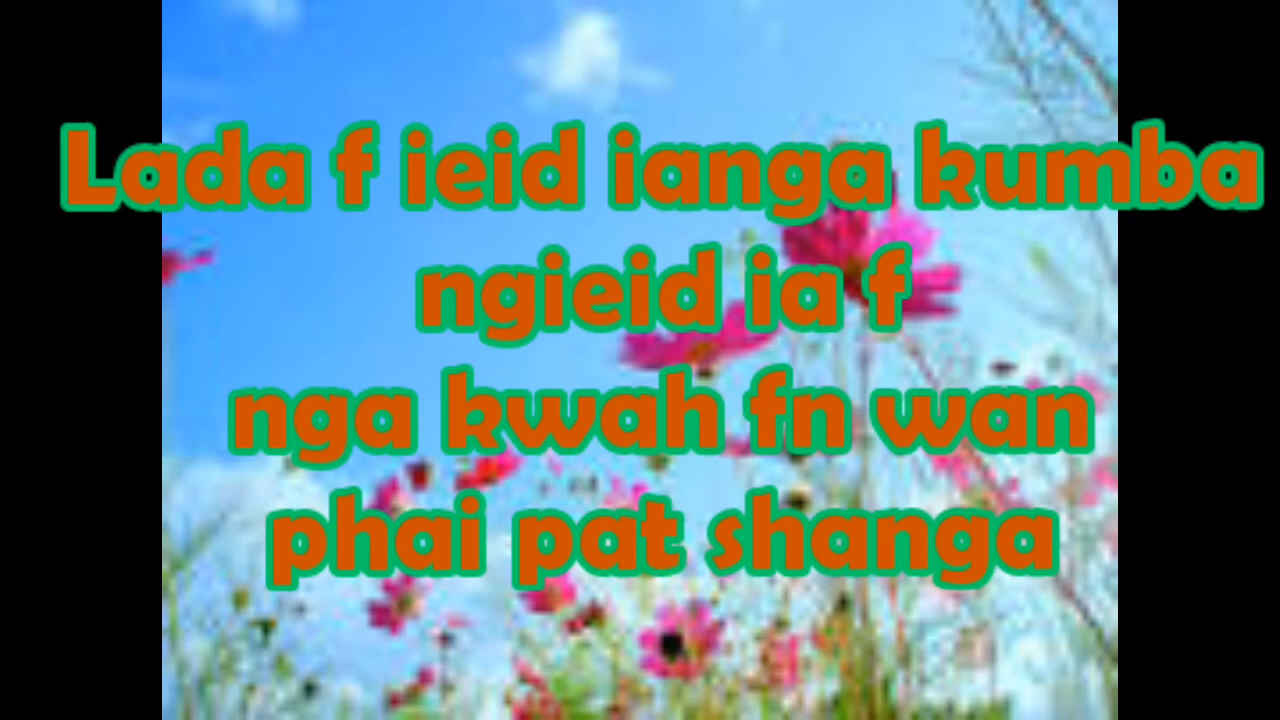 Lada f ieid ianga kumba
ngieid ia f
nga kwah fn wan
phai pat shanga